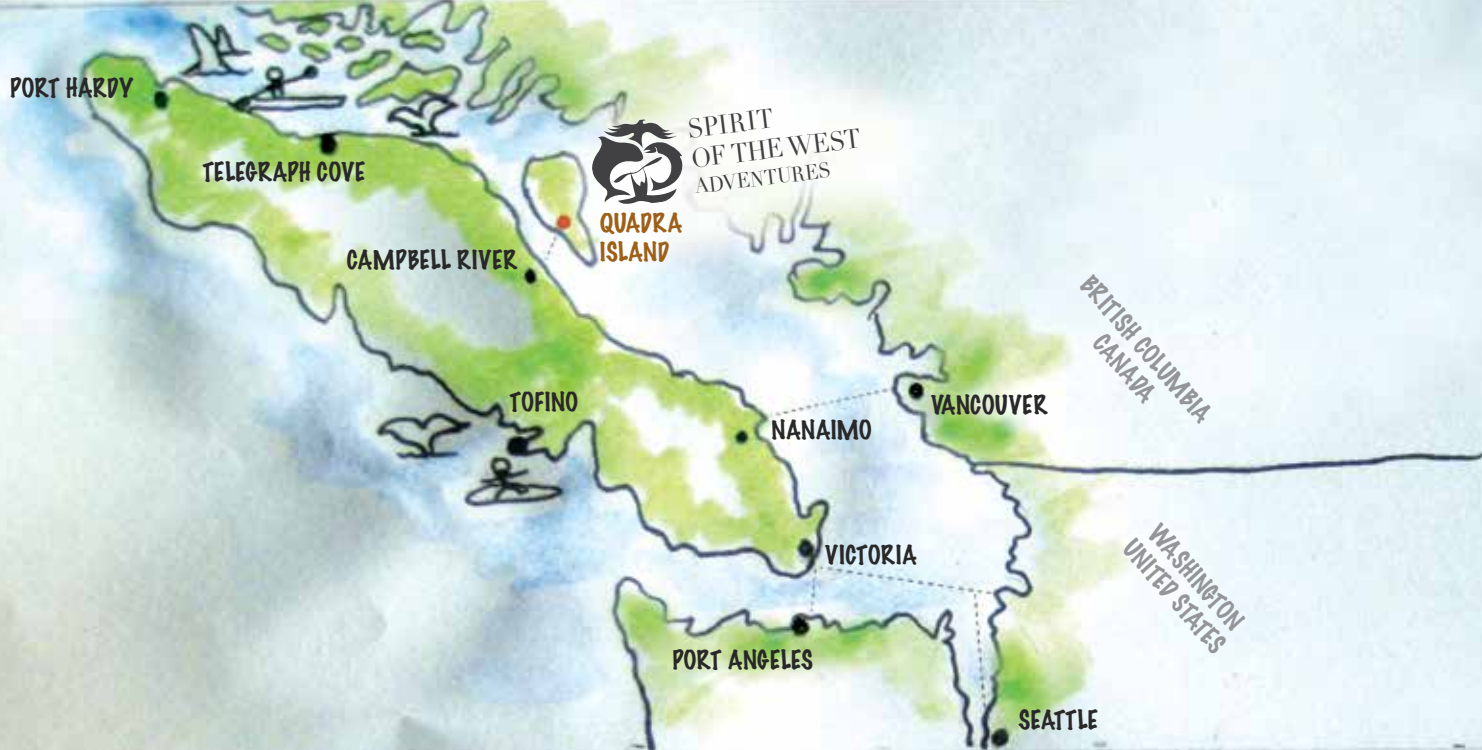 PORT HARDY
TELEGRAPH COVE
SPIRIT
OF THE WEST
ADVENTURES
QUADRA
ISLAND
CAMPBELL RIVER
BRITISH COLUMBIA
CANADA
TOFINO
NANAIMO
VANCOUVER
VICTORIA
WASHINGTON
UNITED STATES
PORT ANGELES
SEATTLE